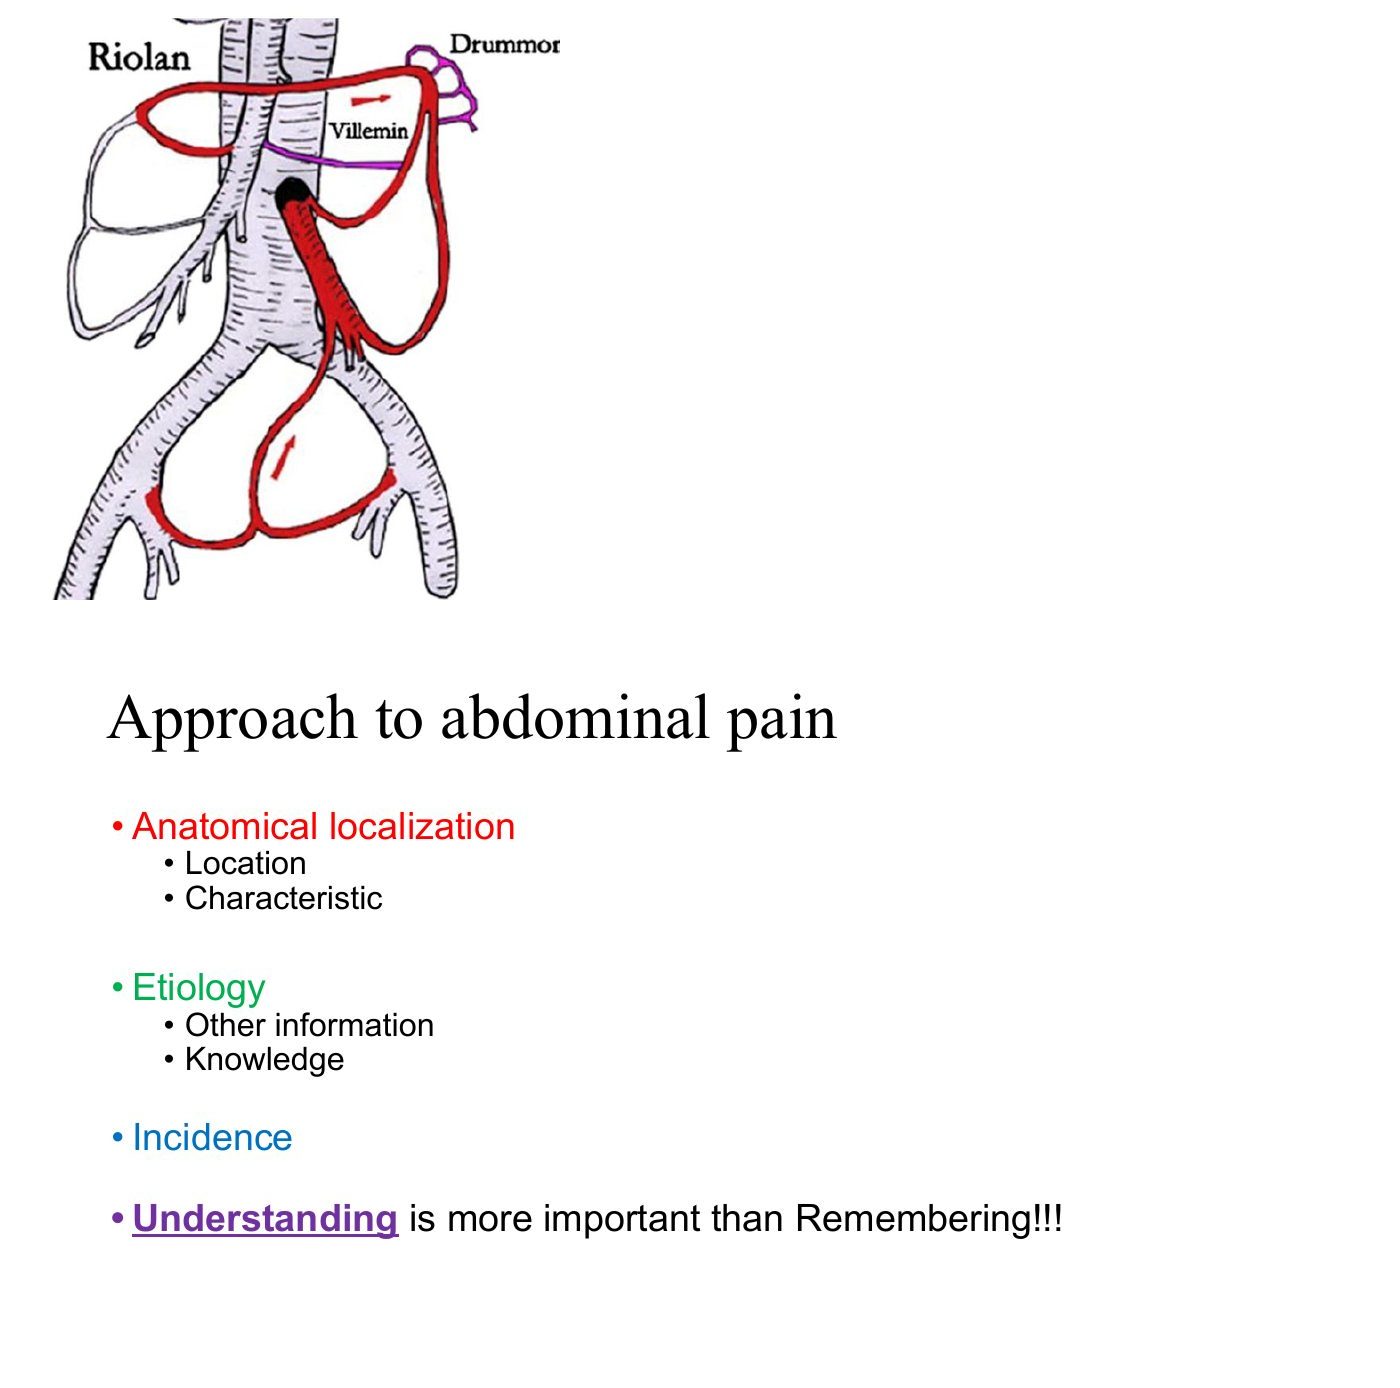 Riolan
Drummor
Villemin
Approach to abdominal pain
• Anatomical localization
• Location
• Characteristic
• Etiology
• Other information
• Knowledge
• Incidence
• Understanding is more important than Remembering!!!